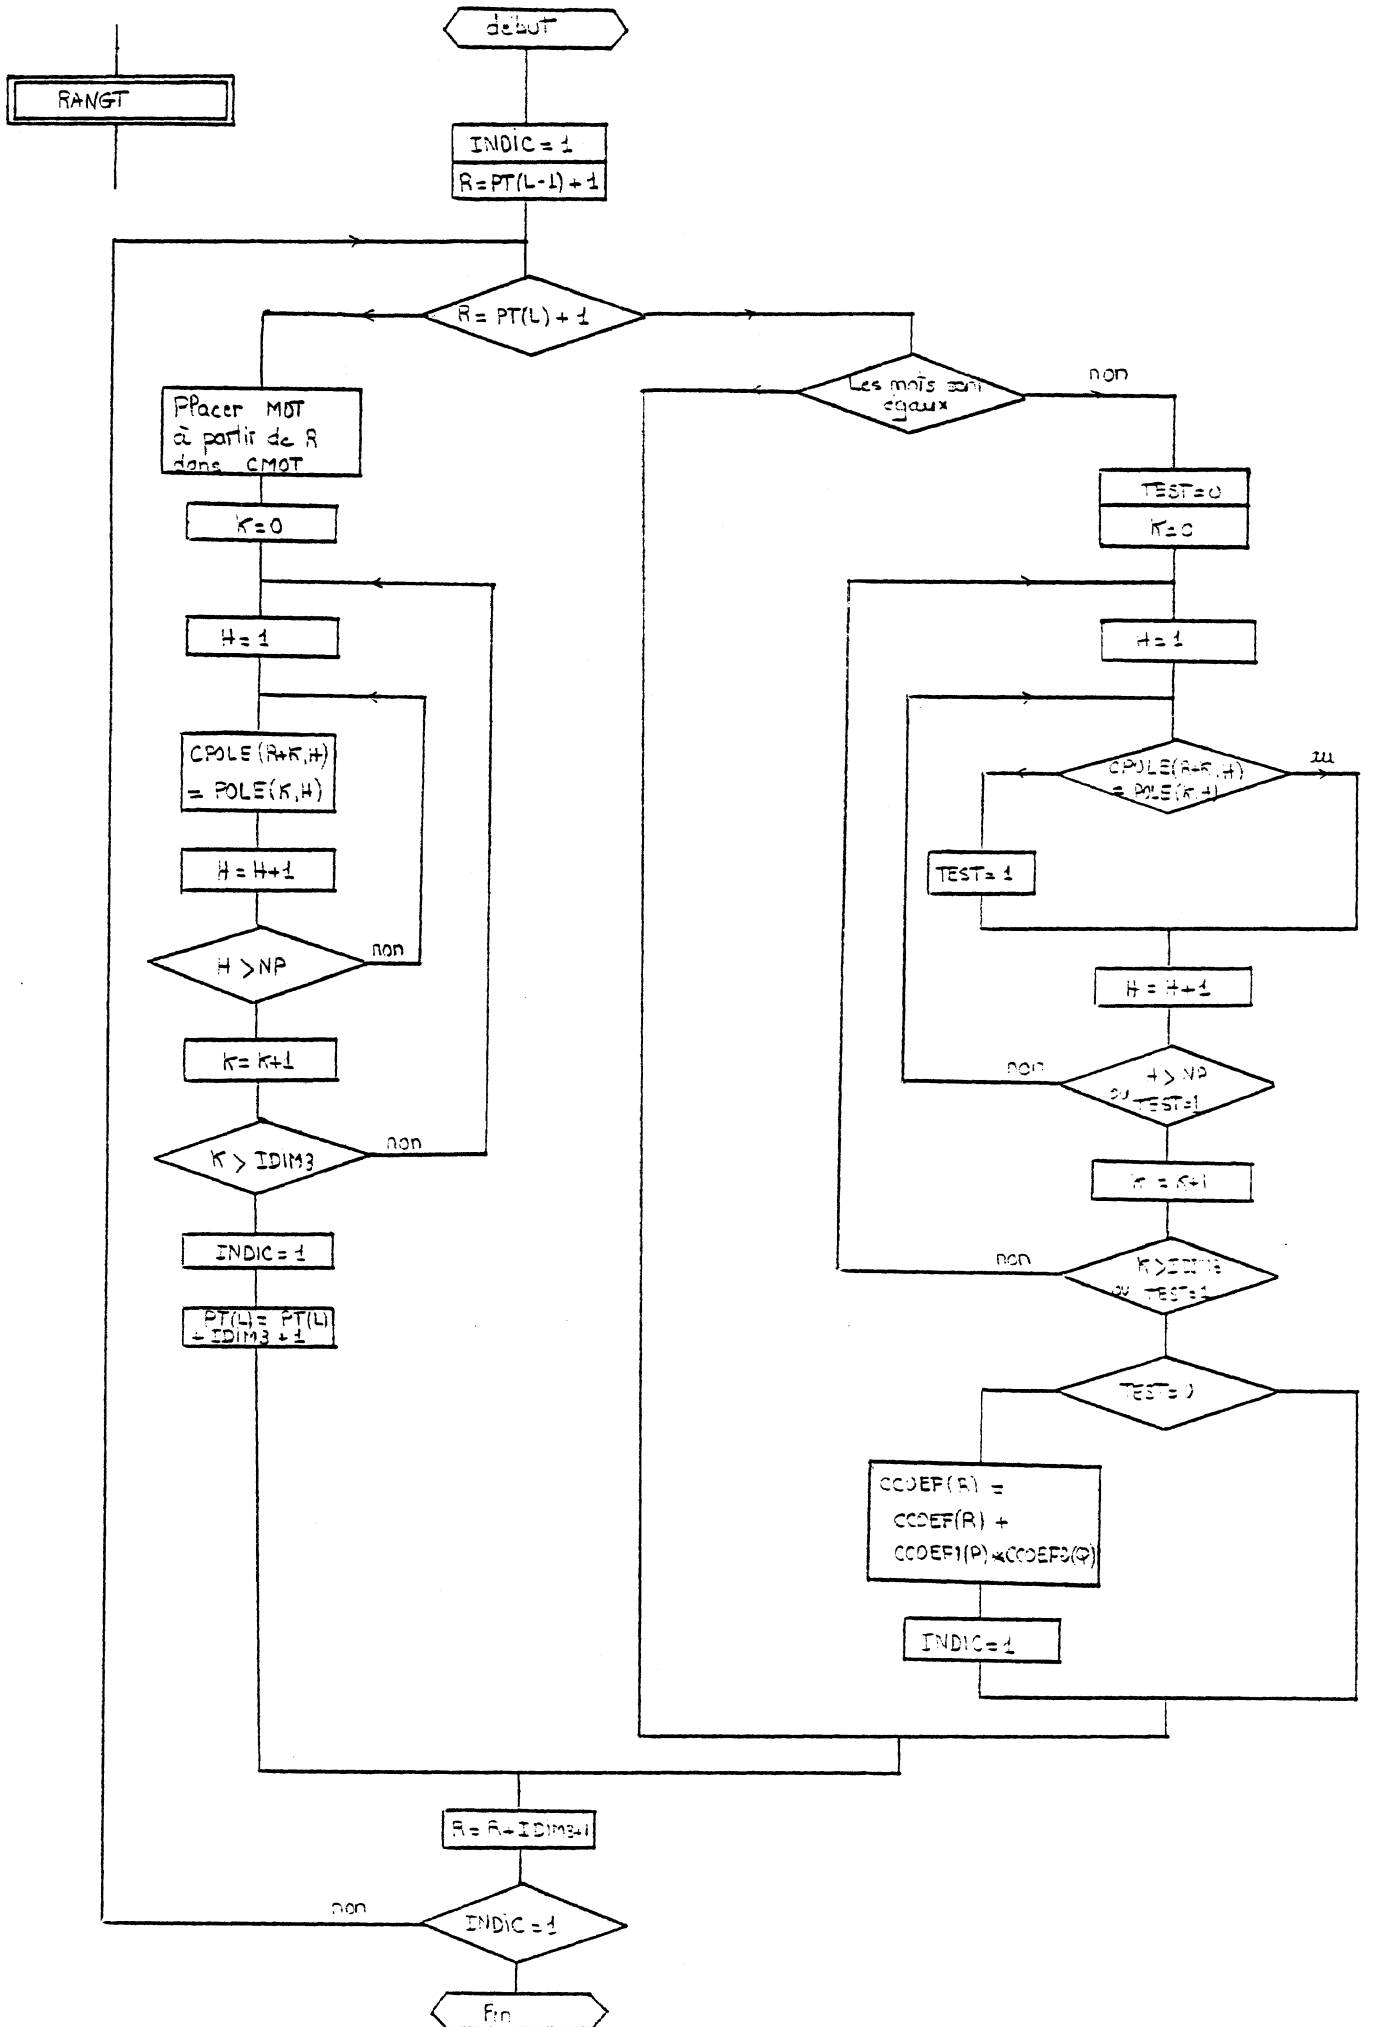 début
RANGT
INDIC = 1
R=PT(L-1)+1
R= PT(L)+1
Placer MOT
à partir de R
dans CMOT
K=0
H=1
CPOLE(R+K,H)
= POLE(K,H)
H=H+1
H >NP
non
K=K+1
K > IDIM3
non
INDIC=1
PT(L)= PT(L)
+ IDIM3 +1
Les mots sont
égaux
non
TEST=0
K=0
H=1
CPOLE(R+K,H)
= POLE(K,H)
TEST=1
H = H+1
H > NP
ou TEST=1
non
K = K+1
K >IDIM3
ou TEST=1
non
TEST=0
CCOEF(R) =
CCOEF(R) +
INDIC=1
R= R+IDIM3+1
INDIC=1
non
Fin